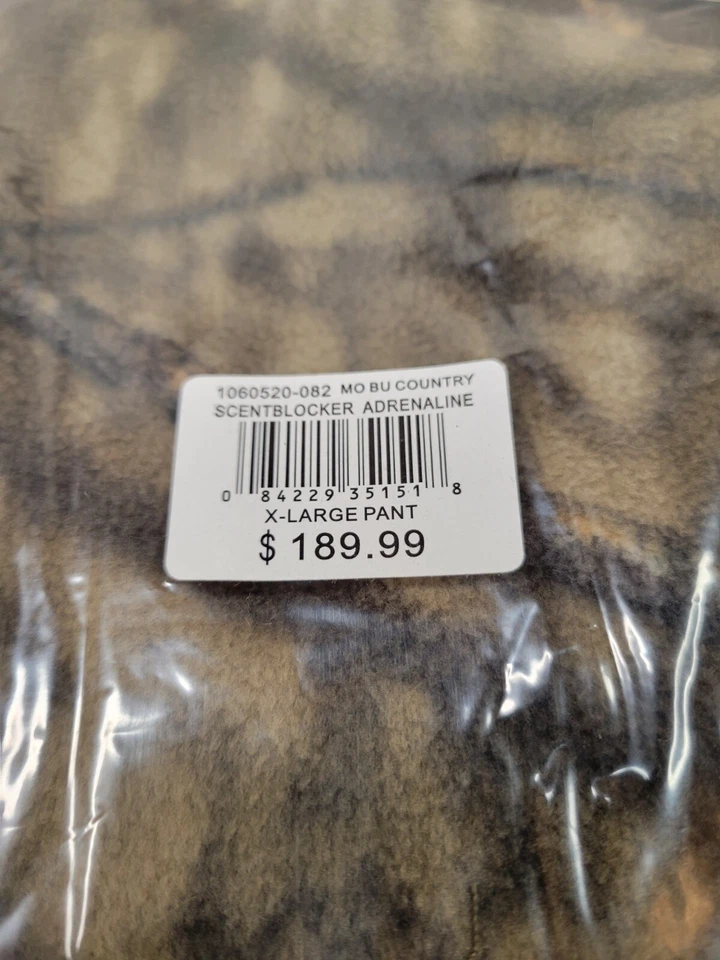 1060520-082 MO BU COUNTRY
SCENTBLOCKER ADRENALINE
0 84229 35151 8
X-LARGE PANT
$ 189.99